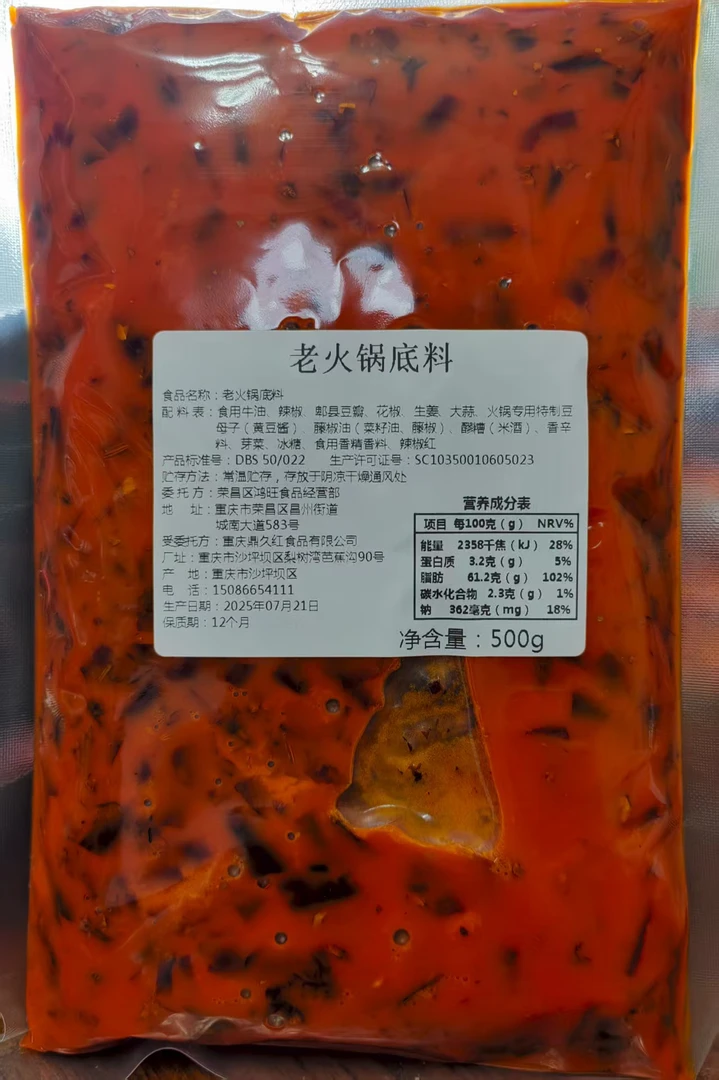 老火锅底料
食品名称：老火锅底料
配 料 表：食用牛油、辣椒、郫县豆瓣、花椒、生姜、大蒜、火锅专用特制豆
母子（黄豆酱）、藤椒油（菜籽油、藤椒）、醪糟（米酒）、香辛
料、芽菜、冰糖、食用香精香料、辣椒红
产品标准号：DBS 50/022 生产许可证号：SC10350010605023
贮存方法：常温贮存，存放于阴凉干燥通风处
委 托 方：荣昌区鸿旺食品经营部
地 址：重庆市荣昌区昌州街道
城南大道583号
受委托方：重庆鼎久红食品有限公司
厂址：重庆市沙坪坝区梨树湾芭蕉沟90号
产 地：重庆市沙坪坝区
电 话：15086654111
生产日期：2025年07月21日
保质期：12个月
营养成分表
项目 每100克（g） NRV%
能量 2358千焦（kJ） 28%
蛋白质 3.2克（g） 5%
脂肪 61.2克（g） 102%
碳水化合物 2.3克（g） 1%
钠 362毫克（mg） 18%
净含量：500g